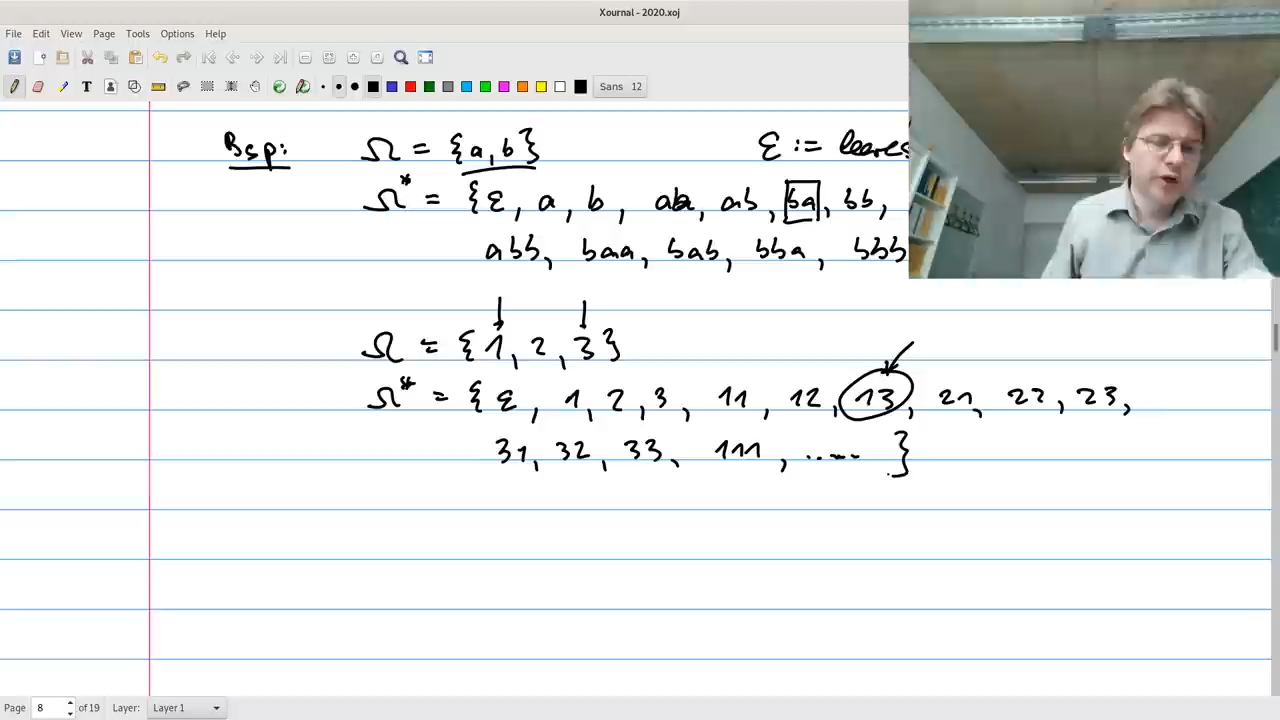 Xournal - 2020.xoj
File Edit View Page Tools Options Help
Sans 12
Bsp: Ω = {a, b} ε := leeres
Ω* = {ε, a, b, aa, ab, ba, bb,
abb, baa, bab, bba, bbb
Ω = {1, 2, 3}
Ω* = {ε, 1, 2, 3, 11, 12, 13, 21, 22, 23,
31, 32, 33, 111, ..... }
Page 8 of 19 Layer: Layer 1